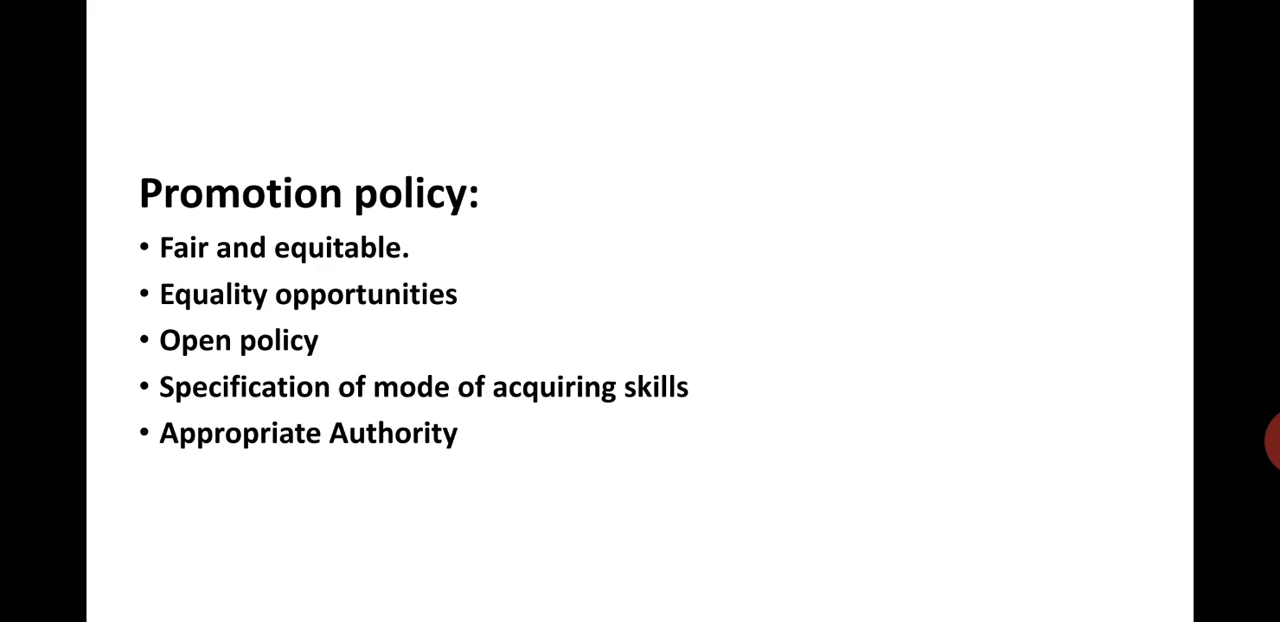 Promotion policy:
• Fair and equitable.
• Equality opportunities
• Open policy
• Specification of mode of acquiring skills
• Appropriate Authority